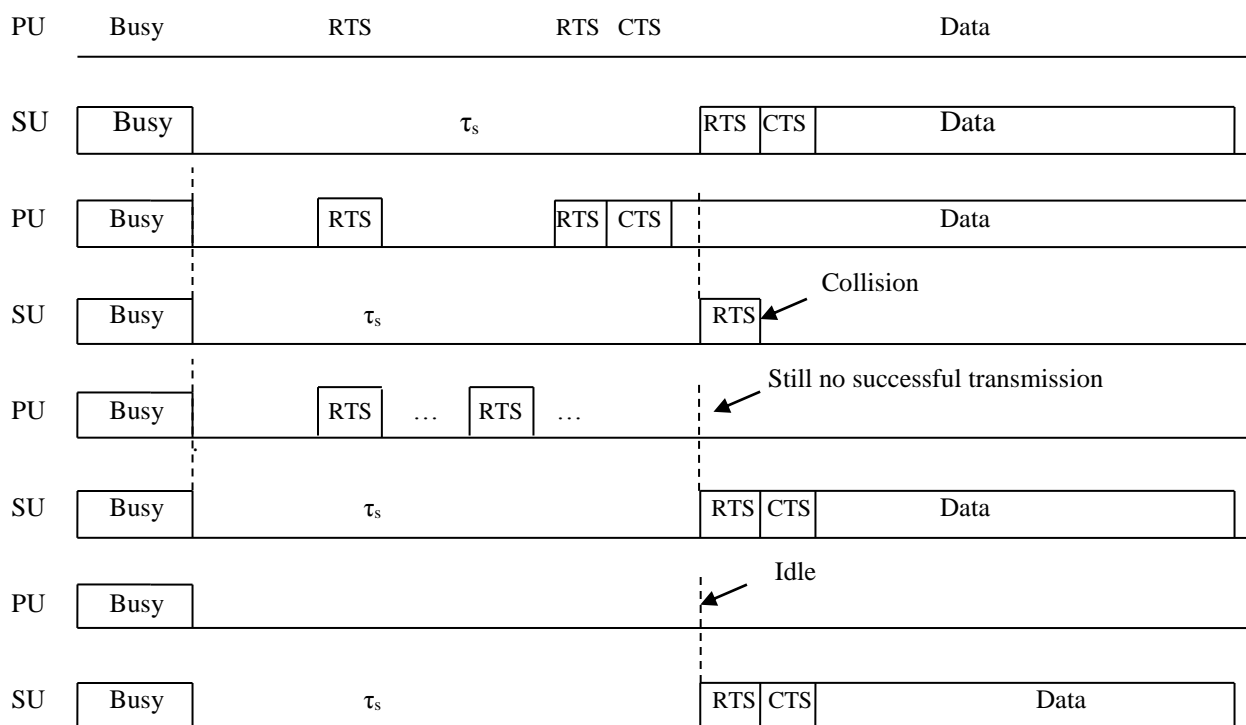 PU Busy RTS RTS CTS Data
SU Busy τs RTS CTS Data
PU Busy RTS RTS CTS Data
Collision
SU Busy τs RTS
Still no successful transmission
PU Busy RTS … RTS …
SU Busy τs RTS CTS Data
Idle
PU Busy
SU Busy τs RTS CTS Data